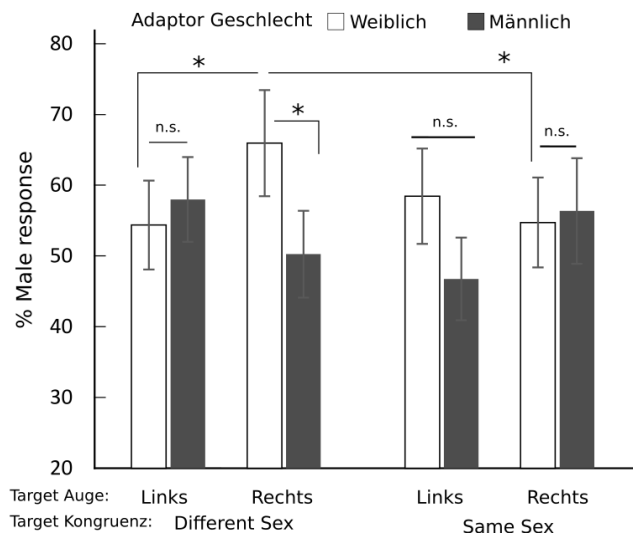 Adaptor Geschlecht Weiblich Männlich
80
70
60
50
40
30
20
% Male response
*
*
*
n.s.
n.s.
n.s.
Target Auge: Links Rechts Links Rechts
Target Kongruenz: Different Sex Same Sex